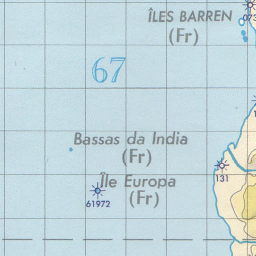 ÎLES BARREN
(Fr)
67
Bassas da India
(Fr)
131
Île Europa
61972
(Fr)